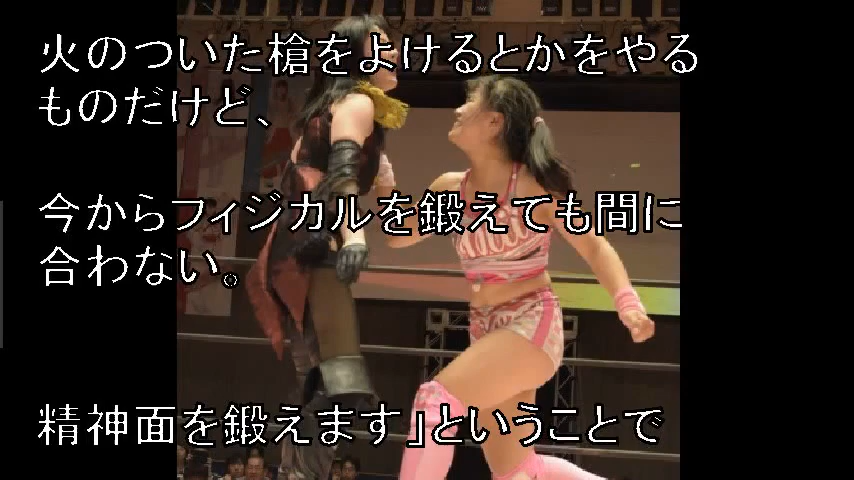 火のついた槍をよけるとかをやる
ものだけど、
今からフィジカルを鍛えても間に
合わない。
精神面を鍛えます」ということで